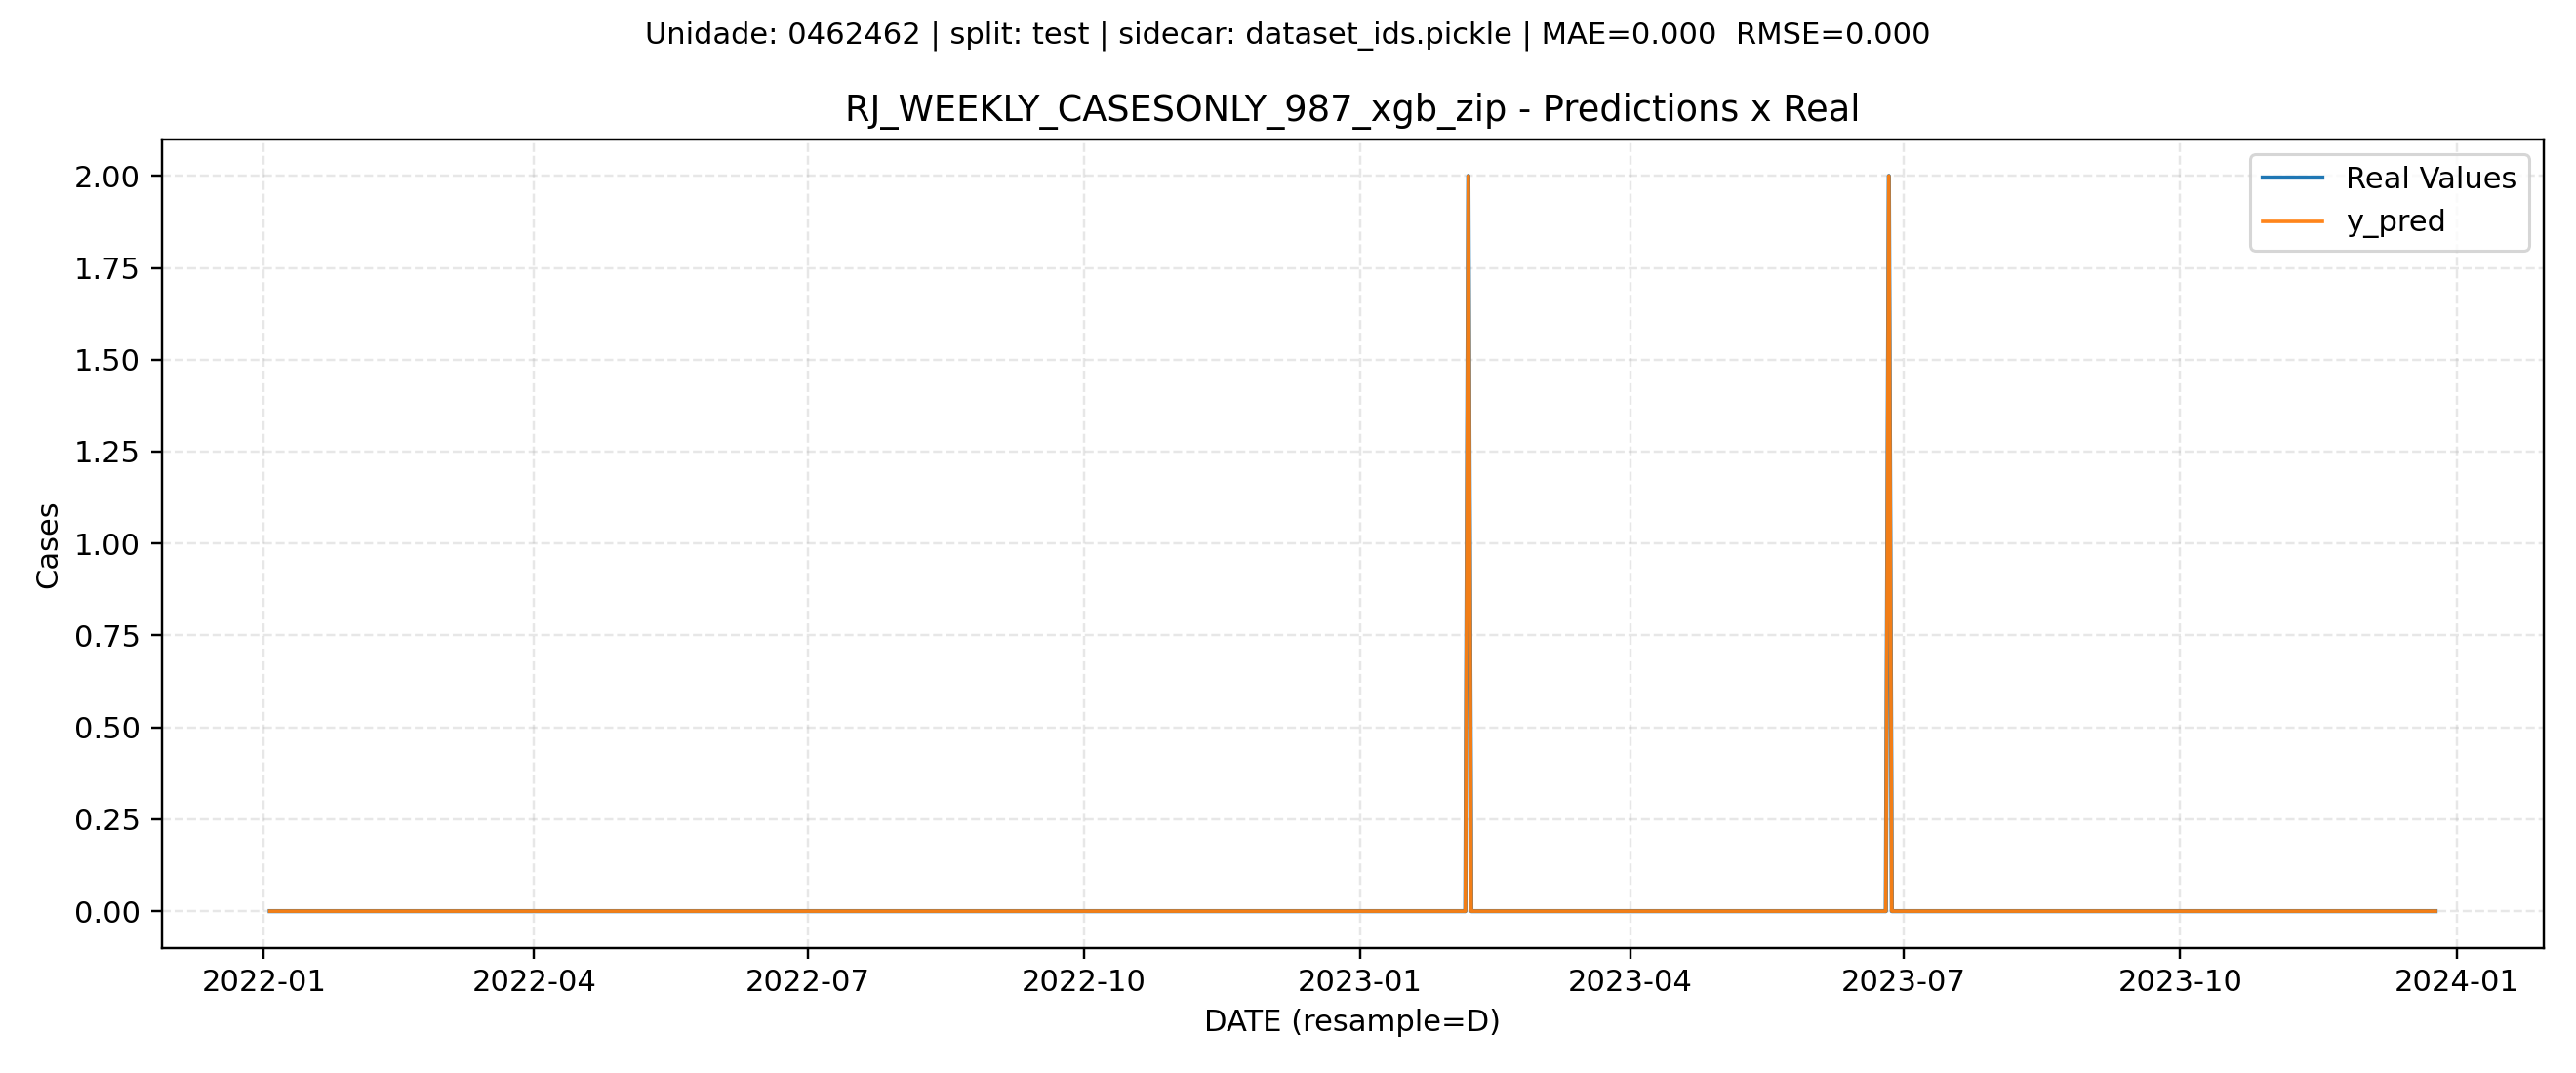 Unidade: 0462462 | split: test | sidecar: dataset_ids.pickle | MAE=0.000  RMSE=0.000
RJ_WEEKLY_CASESONLY_987_xgb_zip - Predictions x Real
Real Values
y_pred
Cases
2.00
1.75
1.50
1.25
1.00
0.75
0.50
0.25
0.00
2022-01 2022-04 2022-07 2022-10 2023-01 2023-04 2023-07 2023-10 2024-01
DATE (resample=D)